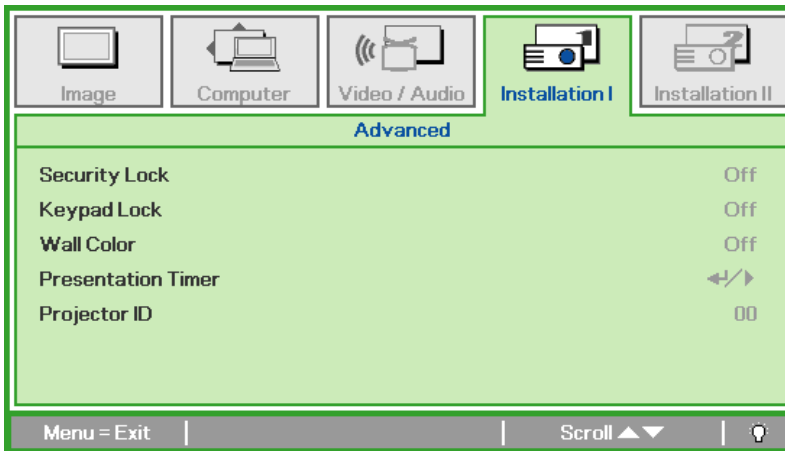 Image Computer Video / Audio Installation I Installation II
Advanced
Security Lock Off
Keypad Lock Off
Wall Color Off
Presentation Timer ↵/▶
Projector ID 00
Menu = Exit Scroll ▲▼